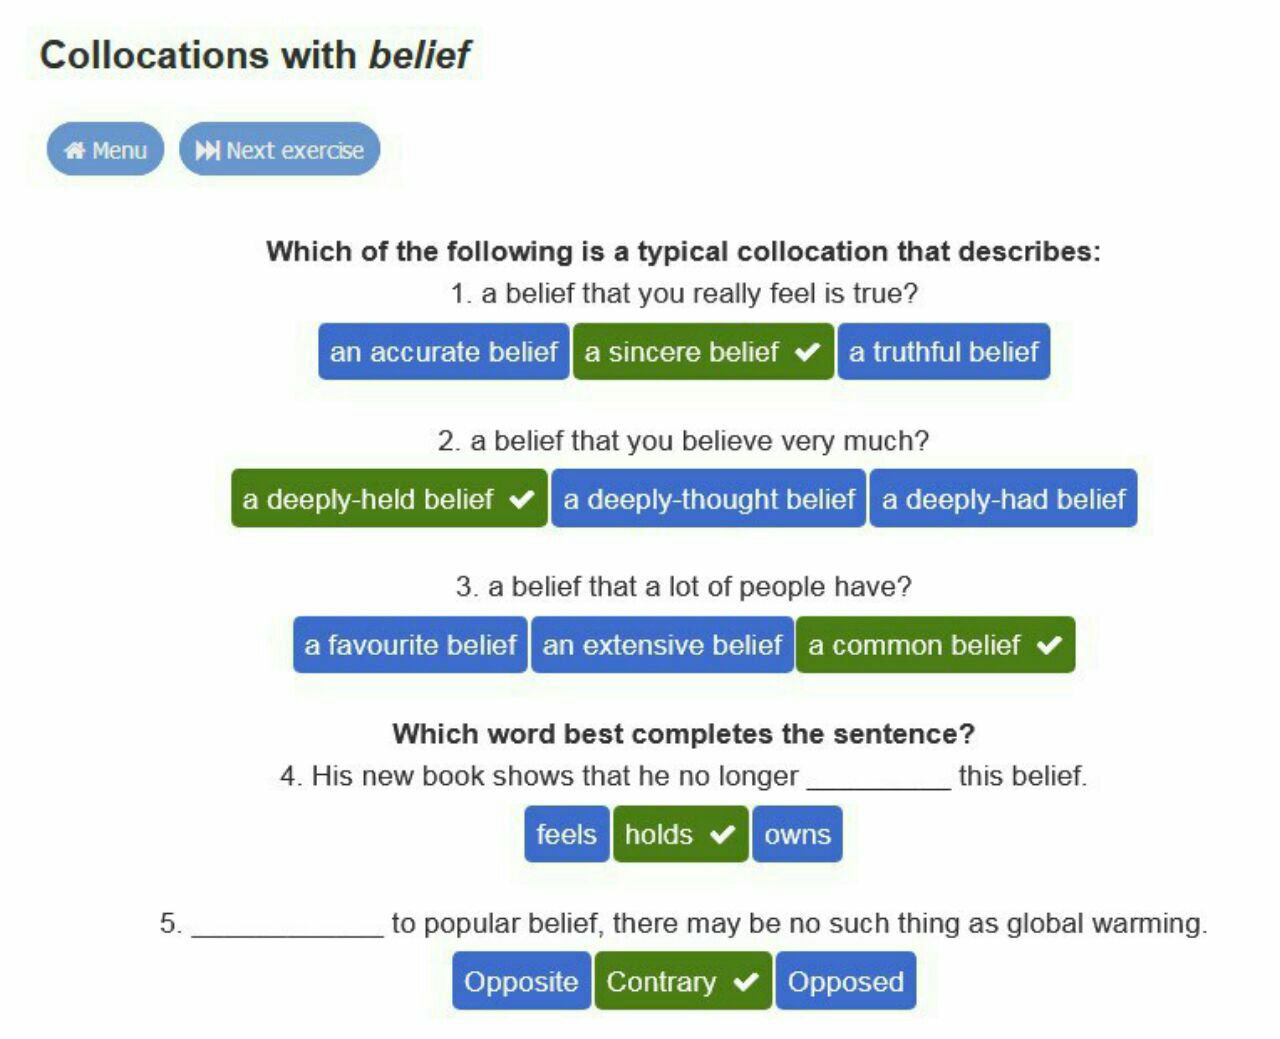 Collocations with belief
Menu
Next exercise
Which of the following is a typical collocation that describes:
1. a belief that you really feel is true?
an accurate belief a sincere belief ✔ a truthful belief
2. a belief that you believe very much?
a deeply-held belief ✔ a deeply-thought belief a deeply-had belief
3. a belief that a lot of people have?
a favourite belief an extensive belief a common belief ✔
Which word best completes the sentence?
4. His new book shows that he no longer _________ this belief.
feels holds ✔ owns
5. ____________ to popular belief, there may be no such thing as global warming.
Opposite Contrary ✔ Opposed